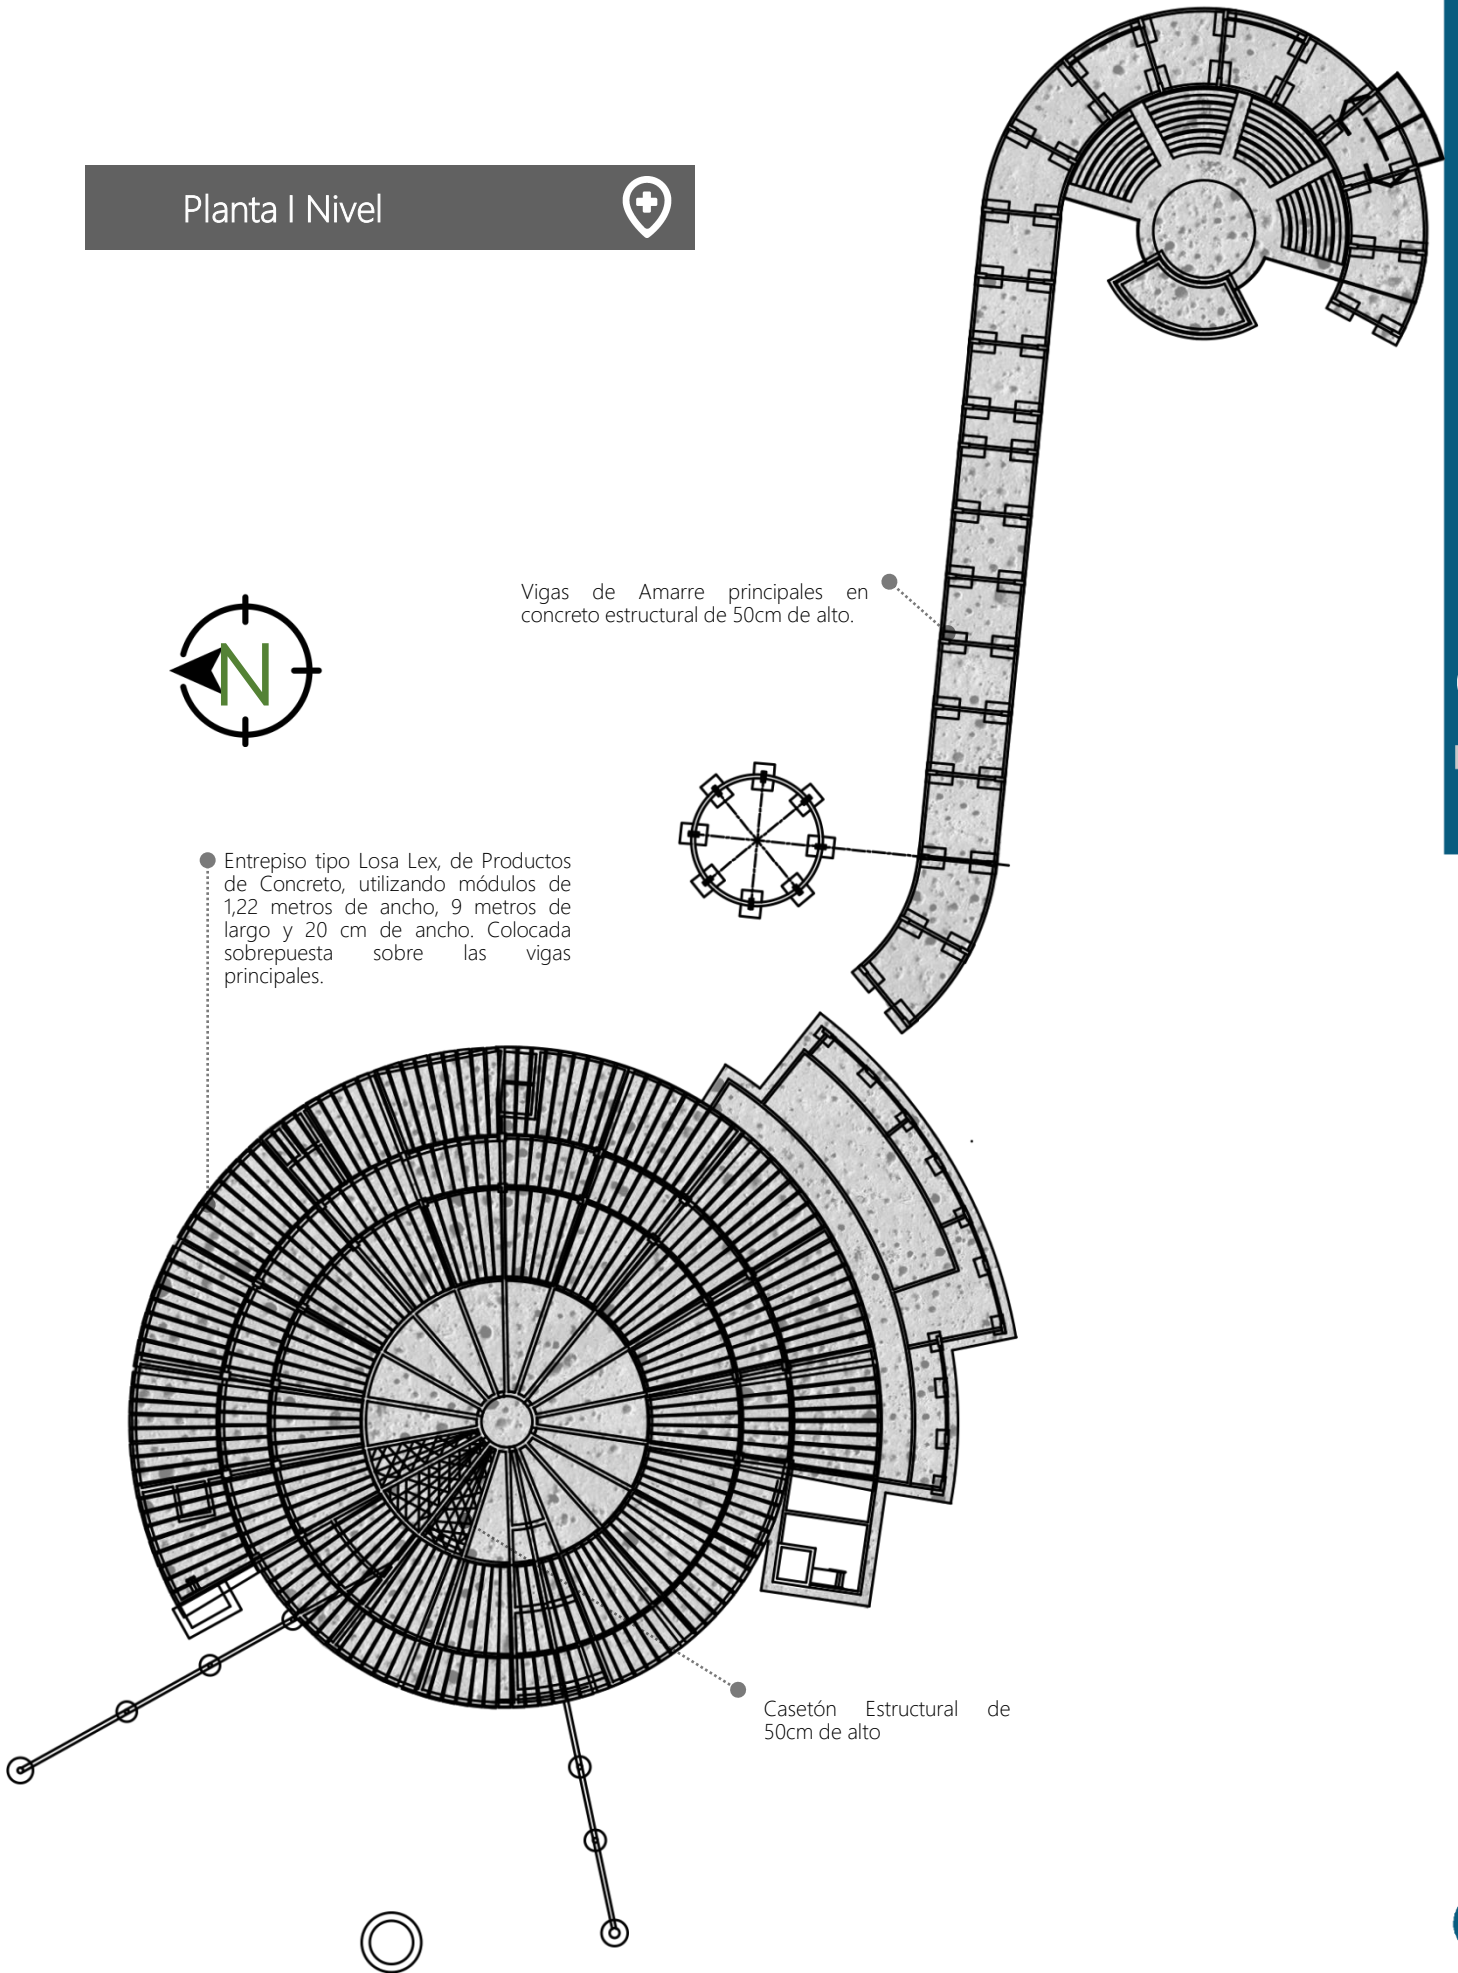 Planta I Nivel
Vigas de Amarre principales en
concreto estructural de 50cm de alto.
N
Entrepiso tipo Losa Lex, de Productos
de Concreto, utilizando módulos de
1,22 metros de ancho, 9 metros de
largo y 20 cm de ancho. Colocada
sobrepuesta sobre las vigas
principales.
Casetón Estructural de
50cm de alto